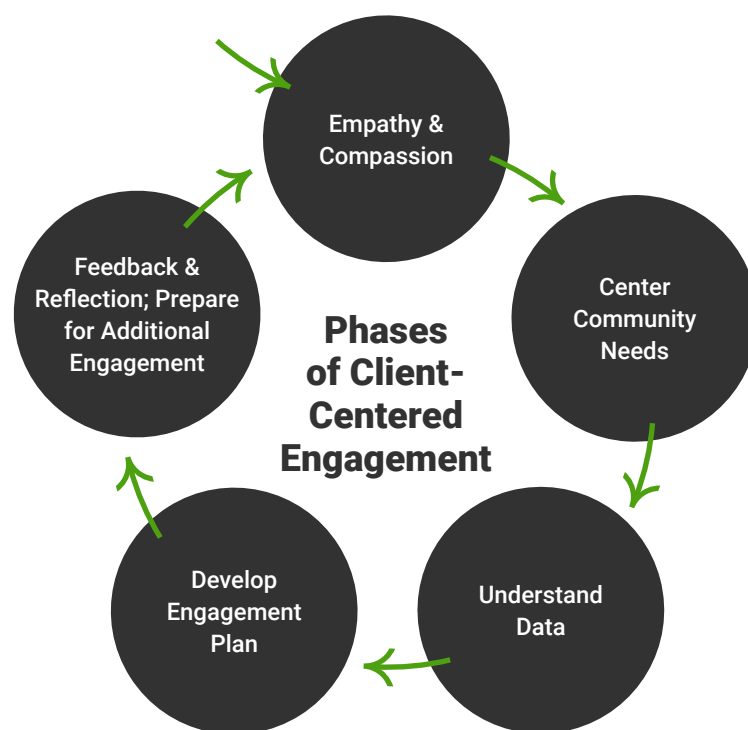 Empathy &
Compassion
Center
Community
Needs
Understand
Data
Develop
Engagement
Plan
Feedback &
Reflection; Prepare
for Additional
Engagement
Phases
of Client-
Centered
Engagement